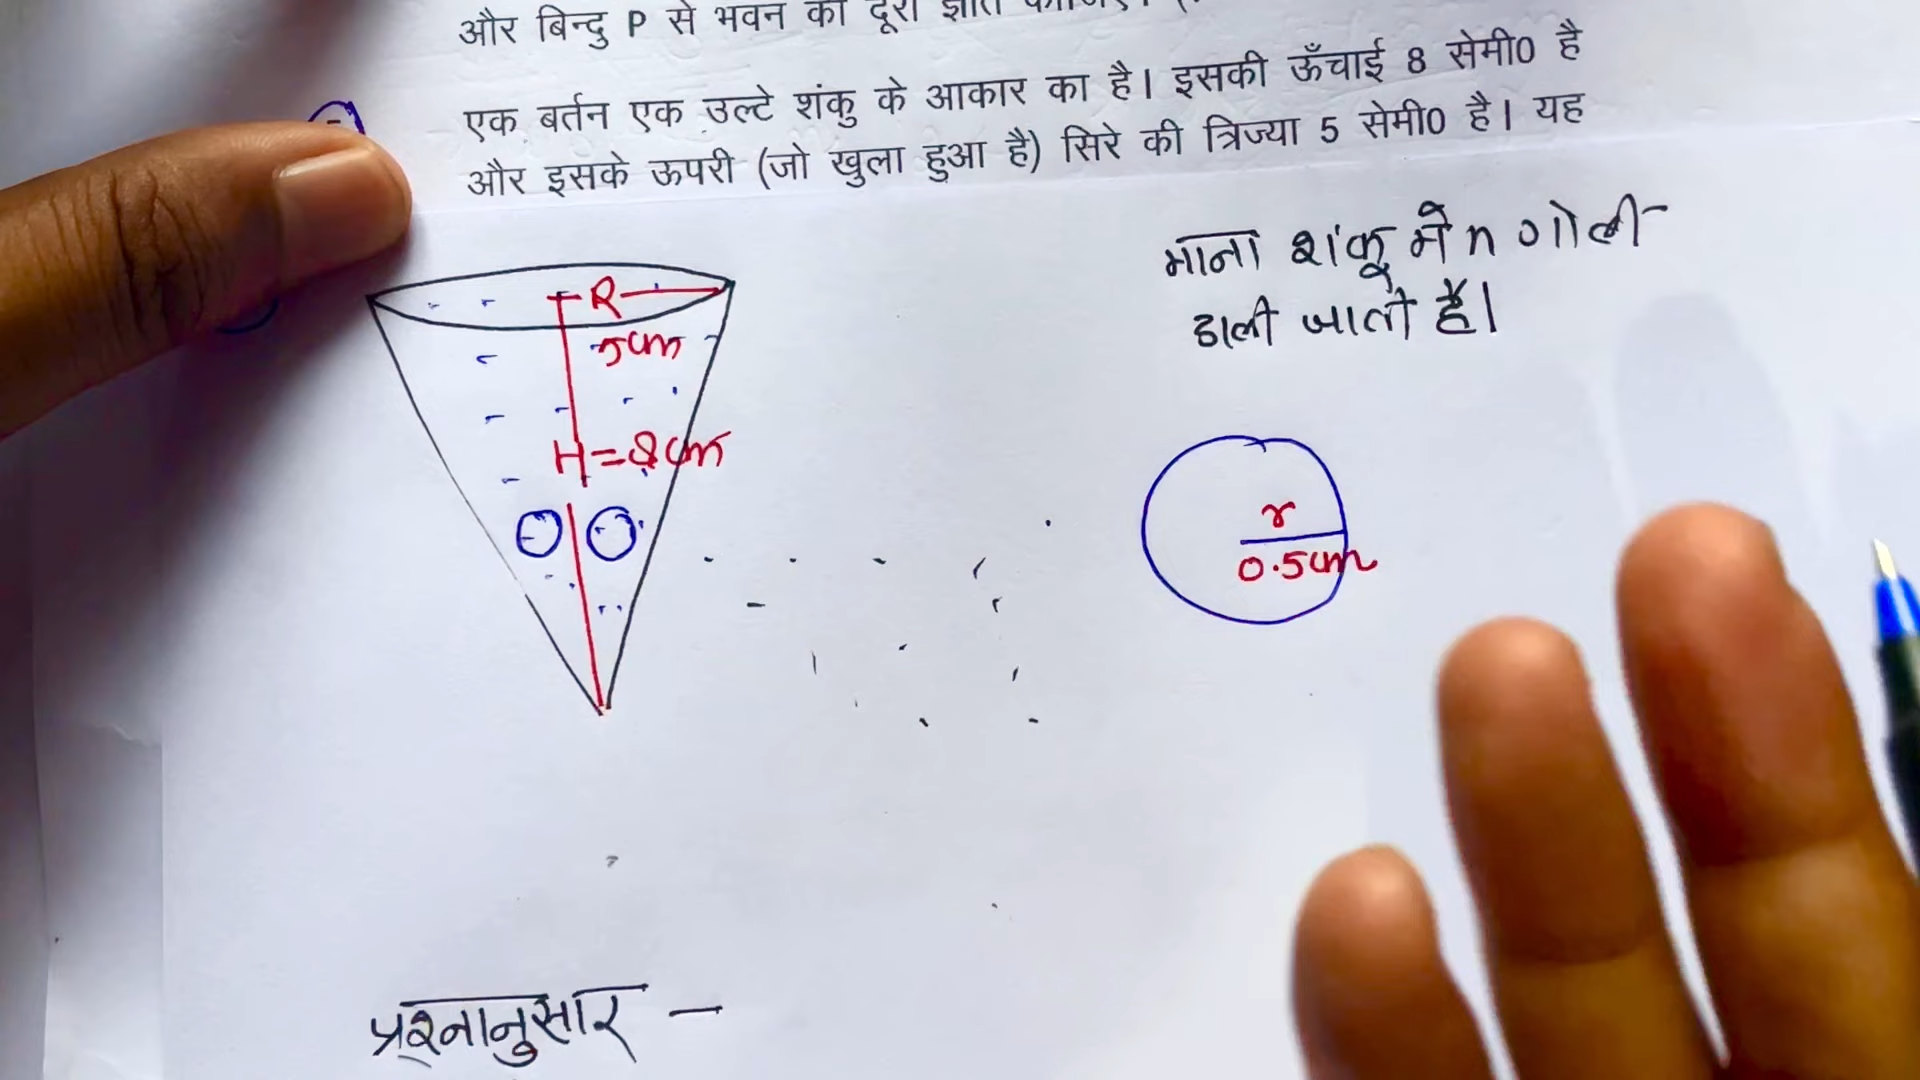 और बिन्दु P से भवन की दूरी ज्ञात कीजिए।
एक बर्तन एक उल्टे शंकु के आकार का है। इसकी ऊँचाई 8 सेमी0 है
और इसके ऊपरी (जो खुला हुआ है) सिरे की त्रिज्या 5 सेमी0 है। यह
माना शंकू मे n गोली
डाली जाती है।
R
5cm
H=8cm
r
0.5cm
प्रश्नानुसार –